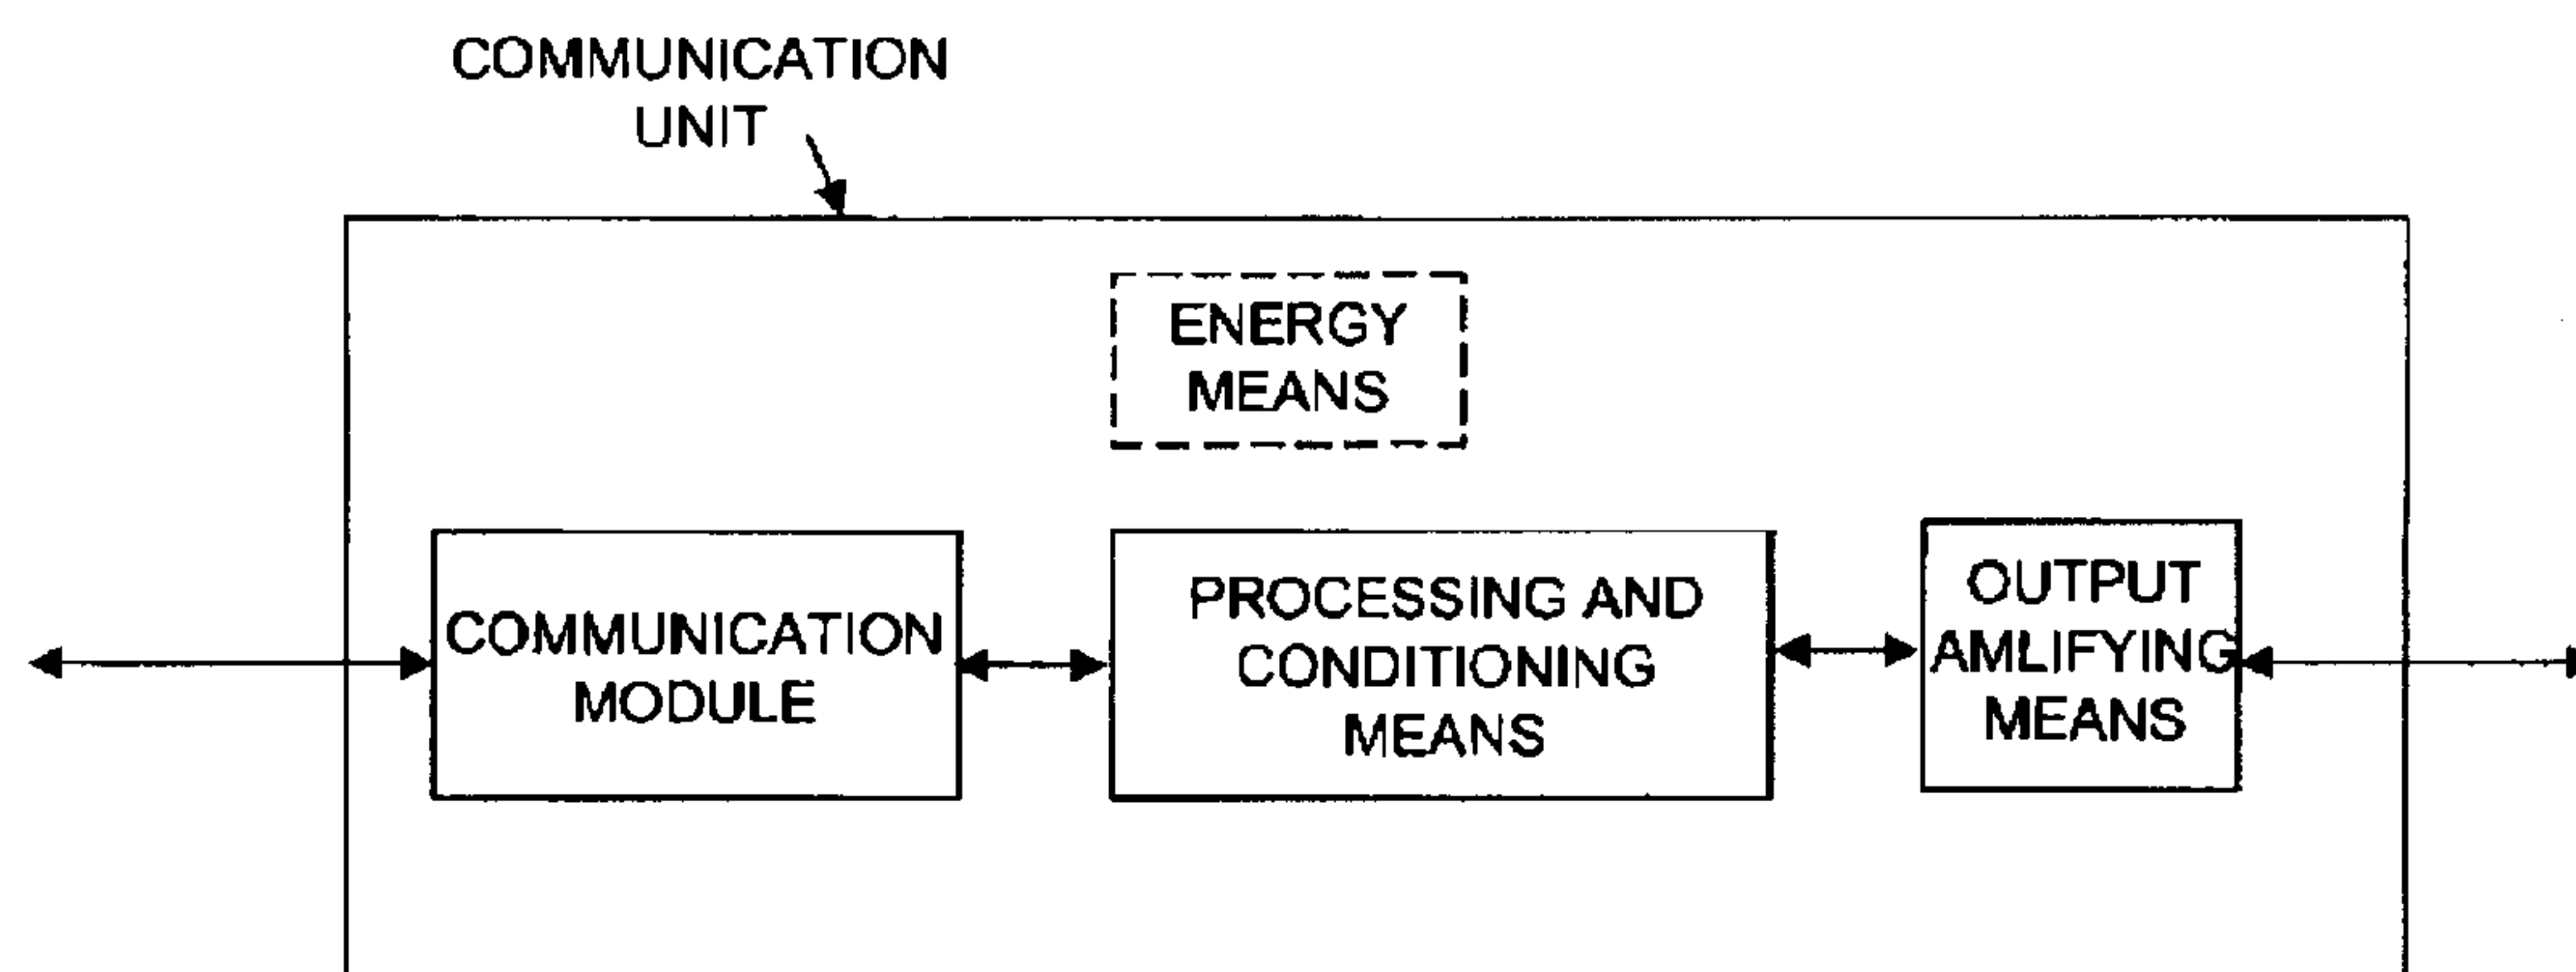 COMMUNICATION
UNIT
ENERGY
MEANS
COMMUNICATION
MODULE
PROCESSING AND
CONDITIONING
MEANS
OUTPUT
AMLIFYING
MEANS